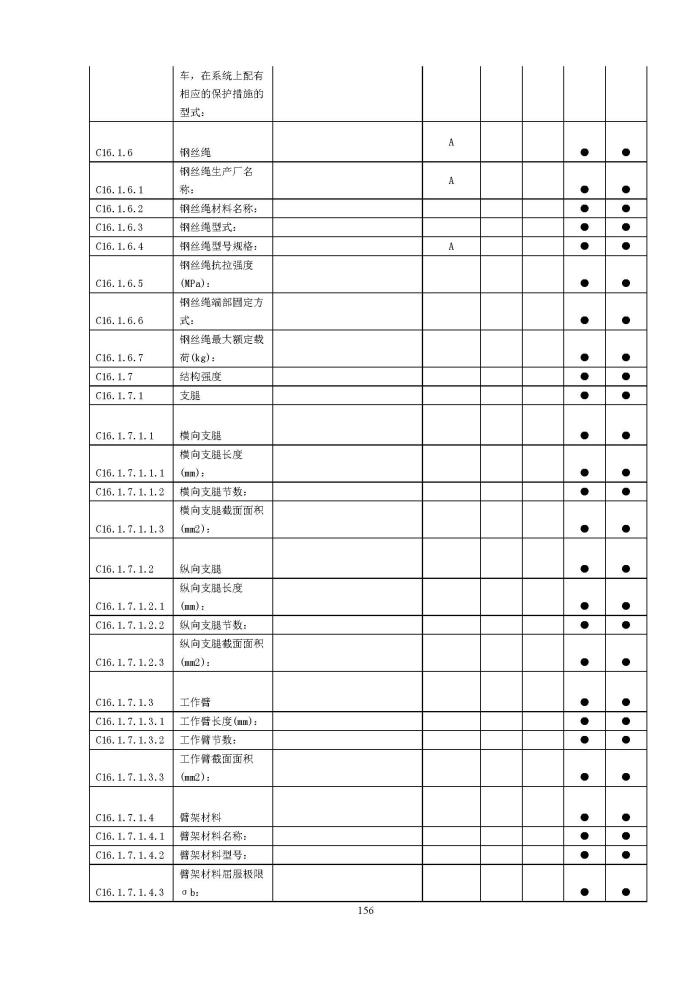 车，在系统上配有
相应的保护措施的
型式：
C16.1.6 钢丝绳 A ● ●
钢丝绳生产厂名
C16.1.6.1 称： A ● ●
C16.1.6.2 钢丝绳材料名称： ● ●
C16.1.6.3 钢丝绳型式： ● ●
C16.1.6.4 钢丝绳型号规格： A ● ●
钢丝绳抗拉强度
C16.1.6.5 (MPa)： ● ●
钢丝绳端部固定方
C16.1.6.6 式： ● ●
钢丝绳最大额定载
C16.1.6.7 荷(kg)： ● ●
C16.1.7 结构强度 ● ●
C16.1.7.1 支腿 ● ●
C16.1.7.1.1 横向支腿 ● ●
横向支腿长度
C16.1.7.1.1.1 (mm)： ● ●
C16.1.7.1.1.2 横向支腿节数： ● ●
横向支腿截面面积
C16.1.7.1.1.3 (mm2)： ● ●
C16.1.7.1.2 纵向支腿 ● ●
纵向支腿长度
C16.1.7.1.2.1 (mm)： ● ●
C16.1.7.1.2.2 纵向支腿节数： ● ●
纵向支腿截面面积
C16.1.7.1.2.3 (mm2)： ● ●
C16.1.7.1.3 工作臂 ● ●
C16.1.7.1.3.1 工作臂长度(mm)： ● ●
C16.1.7.1.3.2 工作臂节数： ● ●
工作臂截面面积
C16.1.7.1.3.3 (mm2)： ● ●
C16.1.7.1.4 臂架材料 ● ●
C16.1.7.1.4.1 臂架材料名称： ● ●
C16.1.7.1.4.2 臂架材料型号： ● ●
臂架材料屈服极限
C16.1.7.1.4.3 σb： ● ●
156